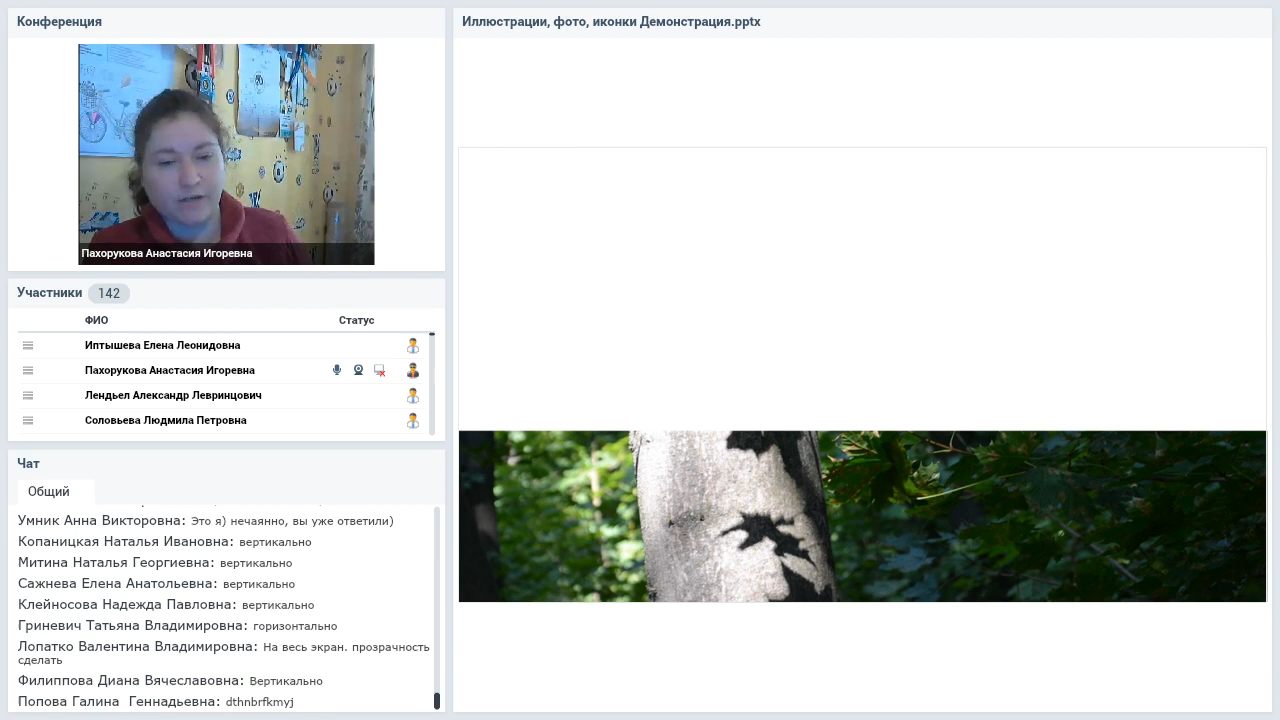 Конференция
Пахорукова Анастасия Игоревна
Участники 142
ФИО Статус
Иптышева Елена Леонидовна
Пахорукова Анастасия Игоревна
Лендьел Александр Левринцович
Соловьева Людмила Петровна
Чат
Общий
Умник Анна Викторовна: Это я) нечаянно, вы уже ответили)
Копаницкая Наталья Ивановна: вертикально
Митина Наталья Георгиевна: вертикально
Сажнева Елена Анатольевна: вертикально
Клейносова Надежда Павловна: вертикально
Гриневич Татьяна Владимировна: горизонтально
Лопатко Валентина Владимировна: На весь экран. прозрачность
сделать
Филиппова Диана Вячеславовна: Вертикально
Попова Галина Геннадьевна: dthnbrfkmyj
Иллюстрации, фото, иконки Демонстрация.pptx